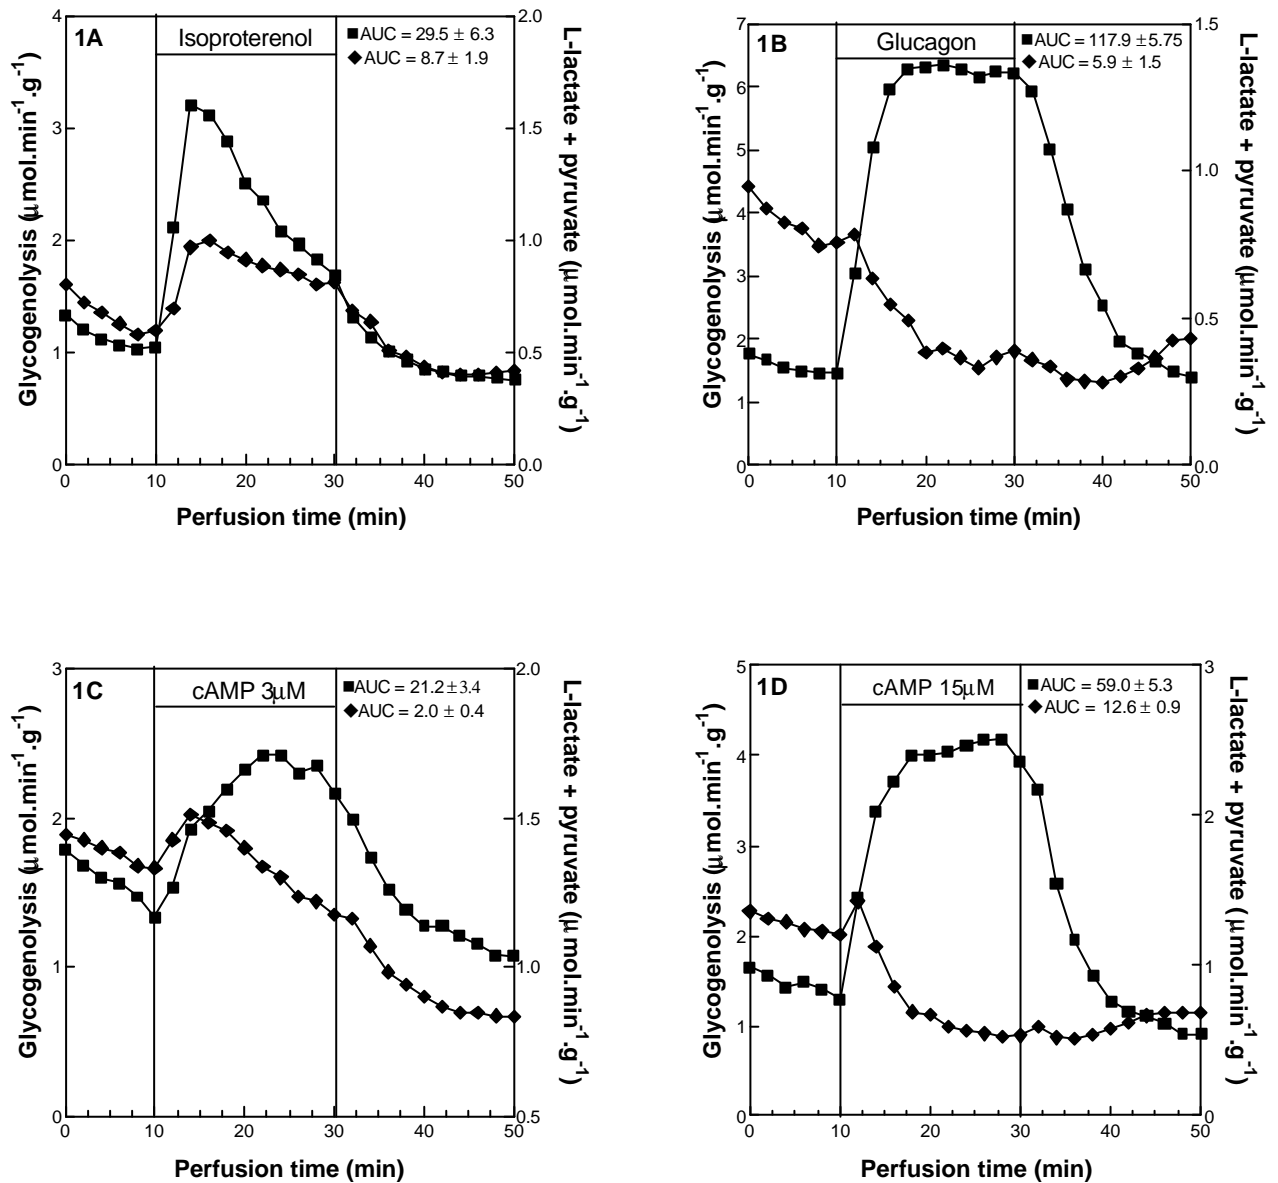 1A
Isoproterenol
■AUC = 29.5 ± 6.3
◆AUC = 8.7 ± 1.9
4
3
2
1
0
2.0
1.5
1.0
0.5
0.0
0 10 20 30 40 50
Glycogenolysis (μmol.min⁻¹.g⁻¹)
L-lactate + pyruvate (μmol.min⁻¹.g⁻¹)
Perfusion time (min)
1B
Glucagon
■AUC = 117.9 ±5.75
◆AUC = 5.9 ± 1.5
7
6
5
4
3
2
1
0
1.5
1.0
0.5
0.0
0 10 20 30 40 50
Glycogenolysis (μmol.min⁻¹.g⁻¹)
L-lactate + pyruvate (μmol.min⁻¹.g⁻¹)
Perfusion time (min)
1C
cAMP 3μM
■AUC = 21.2 ±3.4
◆AUC = 2.0 ± 0.4
3
2
1
0
2.0
1.5
1.0
0.5
0 10 20 30 40 50
Glycogenolysis (μmol.min⁻¹.g⁻¹)
L-lactate + pyruvate (μmol.min⁻¹.g⁻¹)
Perfusion time (min)
1D
cAMP 15μM
■AUC = 59.0 ± 5.3
◆AUC = 12.6 ± 0.9
5
4
3
2
1
0
3
2
1
0
0 10 20 30 40 50
Glycogenolysis (μmol.min⁻¹.g⁻¹)
L-lactate + pyruvate (μmol.min⁻¹.g⁻¹)
Perfusion time (min)